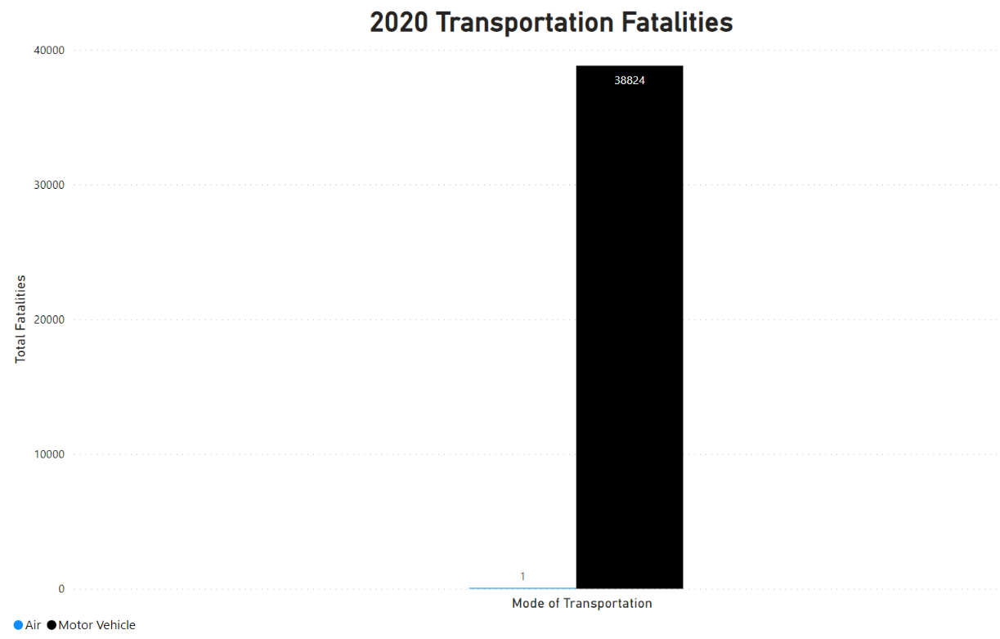 2020 Transportation Fatalities
40000
38824
30000
20000
Total Fatalities
10000
1
0
Mode of Transportation
Air Motor Vehicle